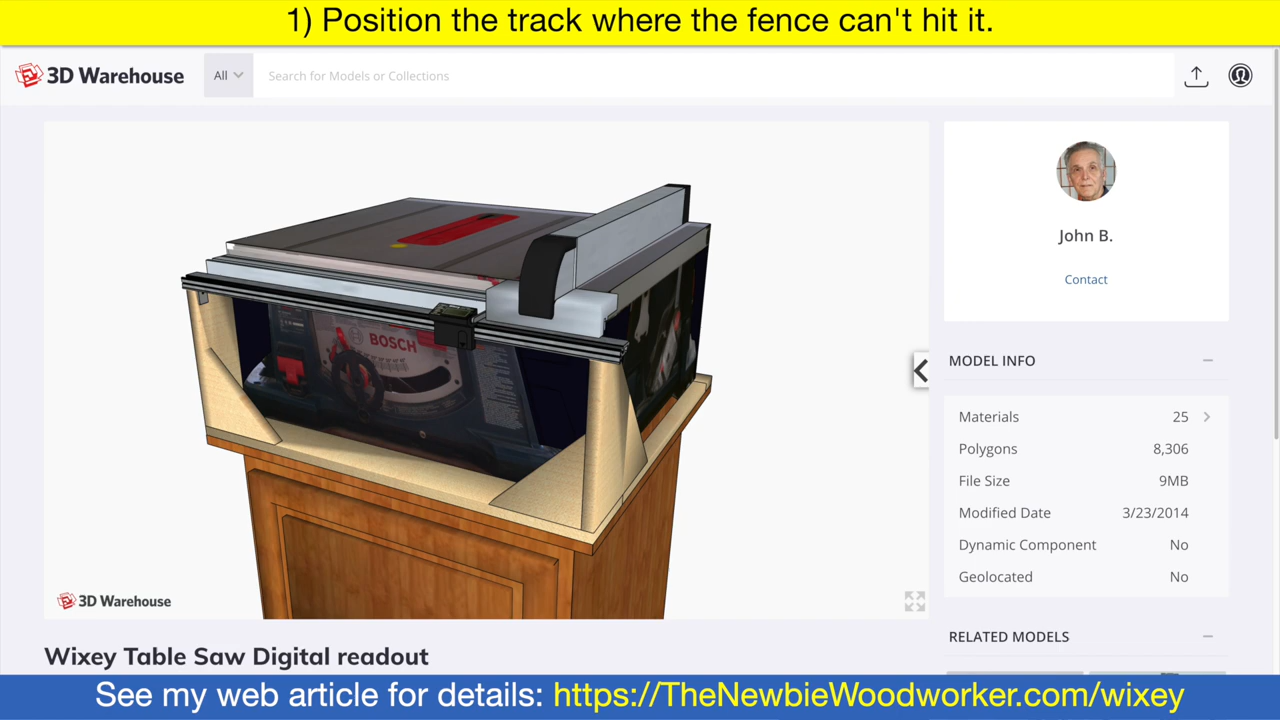 1) Position the track where the fence can't hit it.
3D Warehouse
All
Search for Models or Collections
BOSCH
3D Warehouse
Wixey Table Saw Digital readout
John B.
Contact
MODEL INFO
Materials 25
Polygons 8,306
File Size 9MB
Modified Date 3/23/2014
Dynamic Component No
Geolocated No
RELATED MODELS
See my web article for details: https://TheNewbieWoodworker.com/wixey